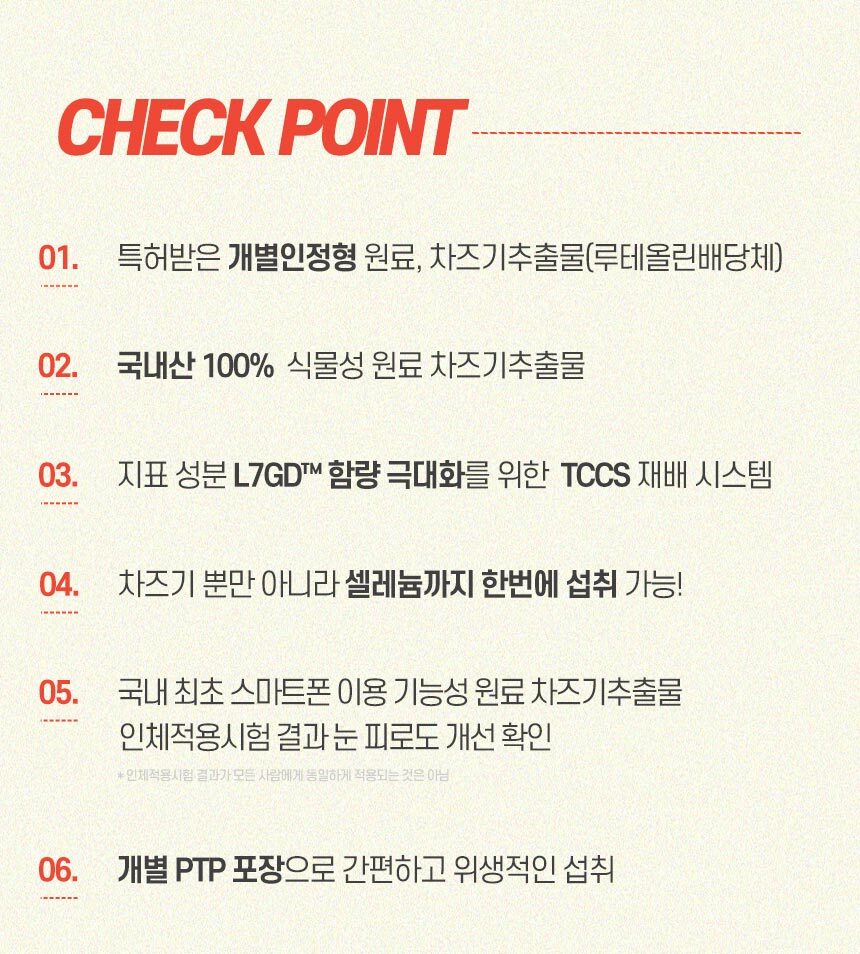 CHECK POINT
01. 특허받은 개별인정형 원료, 차즈기추출물(루테올린배당체)
02. 국내산 100% 식물성 원료 차즈기추출물
03. 지표 성분 L7GD™ 함량 극대화를 위한 TCCS 재배 시스템
04. 차즈기 뿐만 아니라 셀레늄까지 한번에 섭취 가능!
05. 국내 최초 스마트폰 이용 기능성 원료 차즈기추출물
인체적용시험 결과 눈 피로도 개선 확인
* 인체적용시험 결과가 모든 사람에게 동일하게 적용되는 것은 아님
06. 개별 PTP 포장으로 간편하고 위생적인 섭취